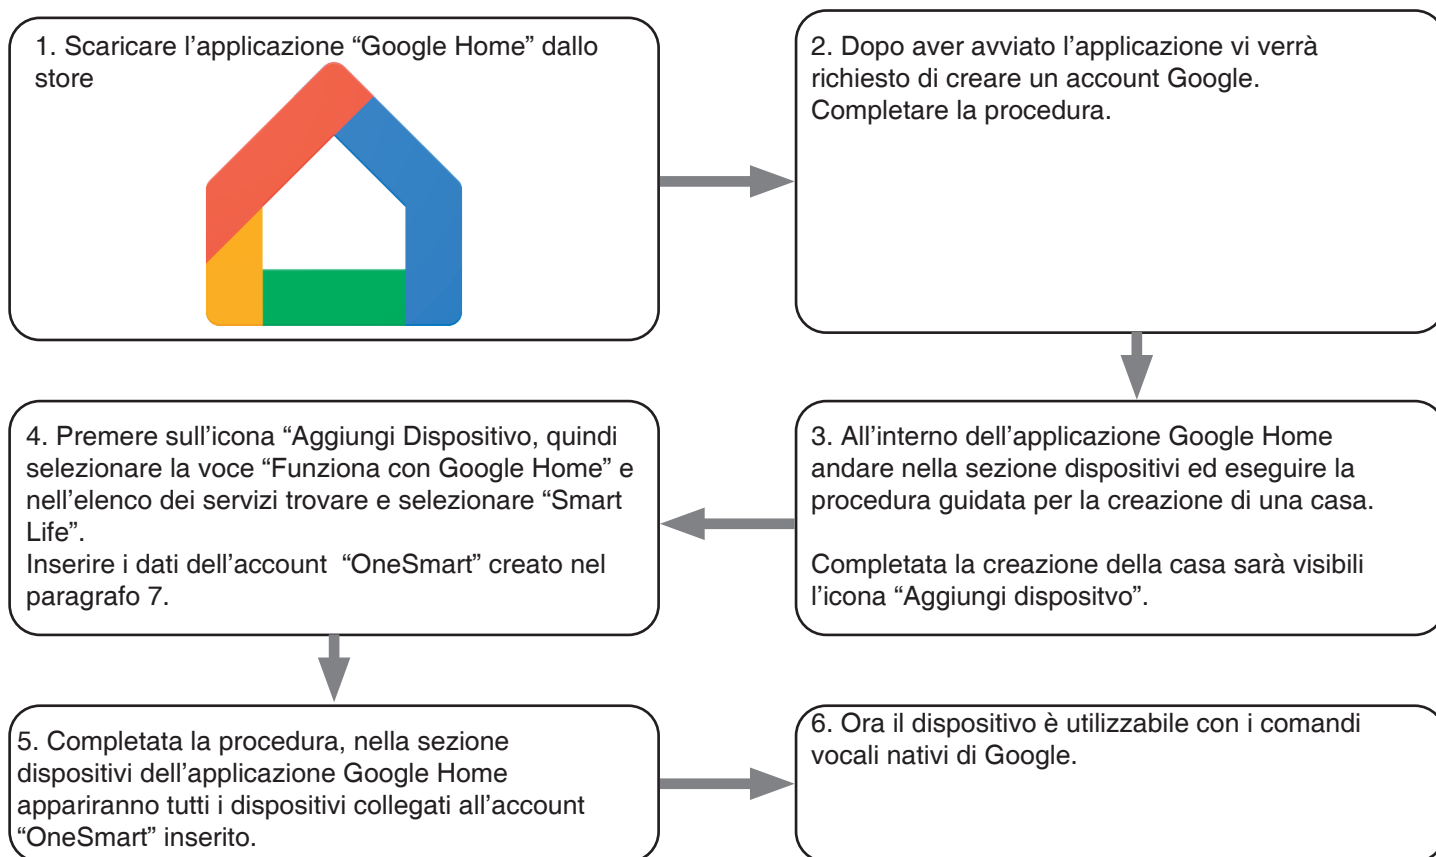 1. Scaricare l’applicazione “Google Home” dallo
store
2. Dopo aver avviato l’applicazione vi verrà
richiesto di creare un account Google.
Completare la procedura.
3. All’interno dell’applicazione Google Home
andare nella sezione dispositivi ed eseguire la
procedura guidata per la creazione di una casa.
Completata la creazione della casa sarà visibili
l’icona “Aggiungi dispositvo”.
4. Premere sull’icona “Aggiungi Dispositivo, quindi
selezionare la voce “Funziona con Google Home” e
nell’elenco dei servizi trovare e selezionare “Smart
Life”.
Inserire i dati dell’account “OneSmart” creato nel
paragrafo 7.
5. Completata la procedura, nella sezione
dispositivi dell’applicazione Google Home
appariranno tutti i dispositivi collegati all’account
“OneSmart” inserito.
6. Ora il dispositivo è utilizzabile con i comandi
vocali nativi di Google.